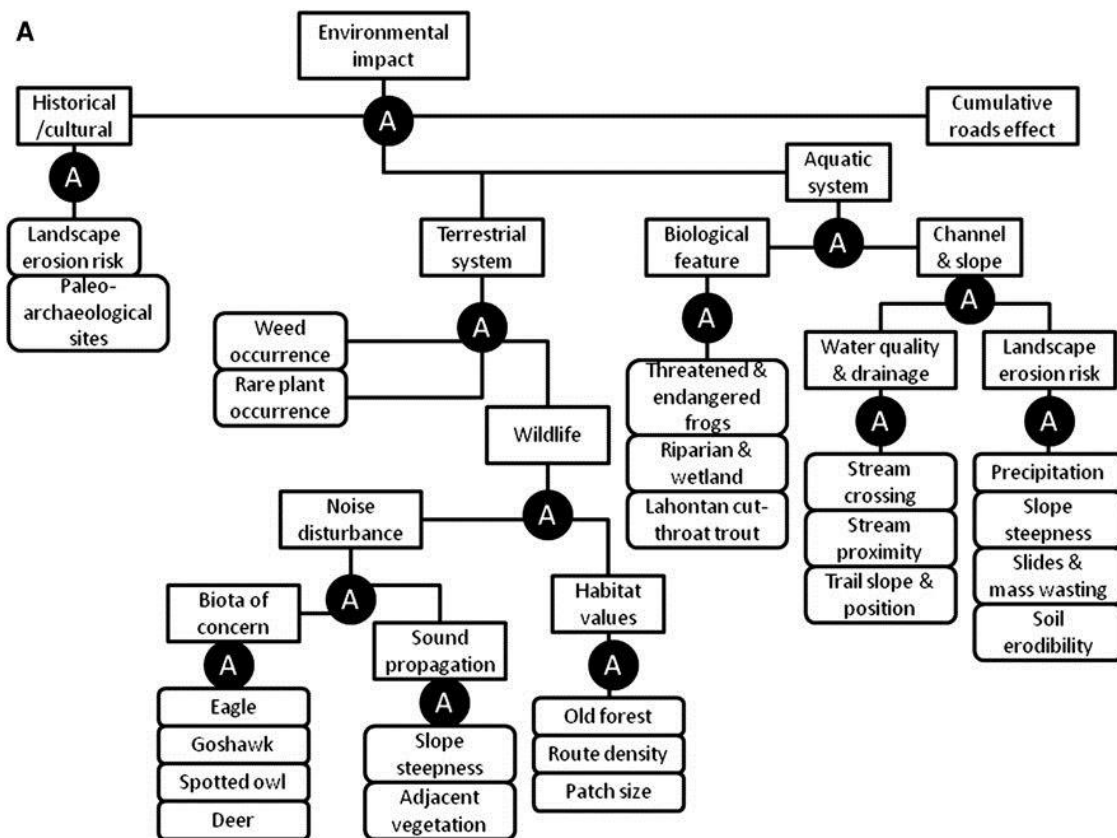 A
Environmental
impact
Historical
/cultural
A
Cumulative
roads effect
A
Landscape
erosion risk
Paleo-
archaeological
sites
Aquatic
system
Terrestrial
system
Biological
feature
A
Channel
& slope
A
Weed
occurrence
Rare plant
occurrence
A
Threatened &
endangered
frogs
Riparian &
wetland
Lahontan cut-
throat trout
A
Water quality
& drainage
Landscape
erosion risk
A
A
Stream
crossing
Stream
proximity
Trail slope &
position
Precipitation
Slope
steepness
Slides &
mass wasting
Soil
erodibility
Wildlife
A
Noise
disturbance
A
Habitat
values
Biota of
concern
Sound
propagation
A
A
A
Eagle
Goshawk
Spotted owl
Deer
Slope
steepness
Adjacent
vegetation
Old forest
Route density
Patch size